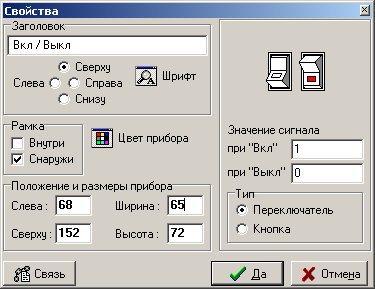 Свойства
Заголовок
Вкл / Выкл
Сверху
Слева Справа
Снизу
Шрифт
Рамка
Внутри
Снаружи
Цвет прибора
Положение и размеры прибора
Слева : 68 Ширина : 65
Сверху : 152 Высота : 72
Значение сигнала
при "Вкл" 1
при "Выкл" 0
Тип
Переключатель
Кнопка
Связь
Да
Отмена